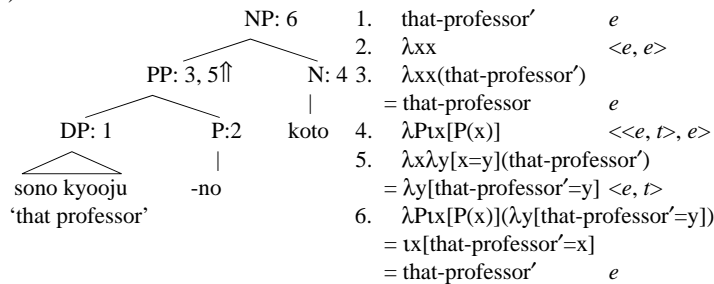 NP: 6
PP: 3, 5⇑ N: 4
DP: 1 P:2 koto
sono kyooju -no
‘that professor’
1. that-professor′ e
2. λxx <e, e>
3. λxx(that-professor′)
= that-professor e
4. λPιx[P(x)] <<e, t>, e>
5. λxλy[x=y](that-professor′)
= λy[that-professor′=y] <e, t>
6. λPιx[P(x)](λy[that-professor′=y])
= ιx[that-professor′=x]
= that-professor′ e